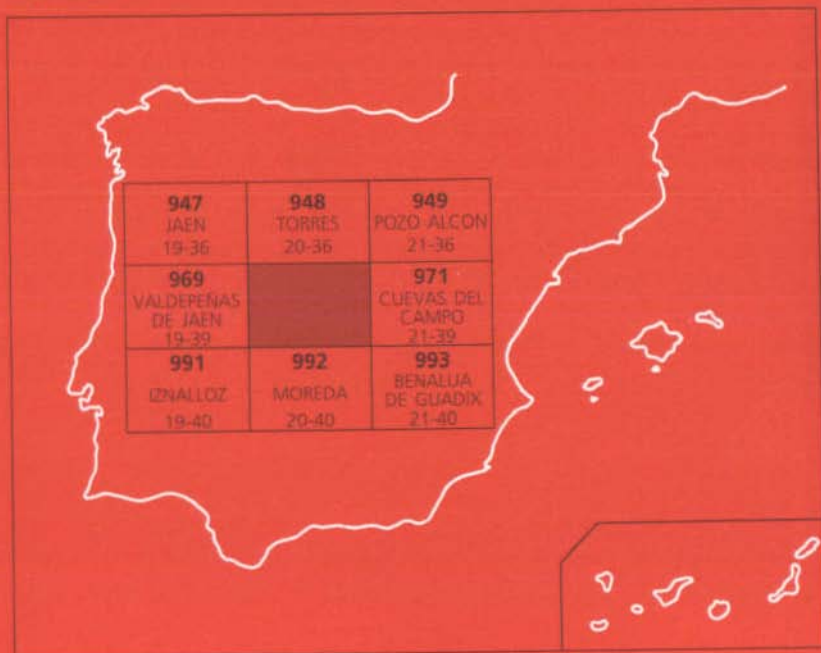 947
JAEN
19-36
948
TORRES
20-36
949
POZO ALCON
21-36
969
VALDEPEÑAS
DE JAEN
19-39
971
CUEVAS DEL
CAMPO
21-39
991
IZNALLOZ
19-40
992
MOREDA
20-40
993
BENALUA
DE GUADIX
21-40